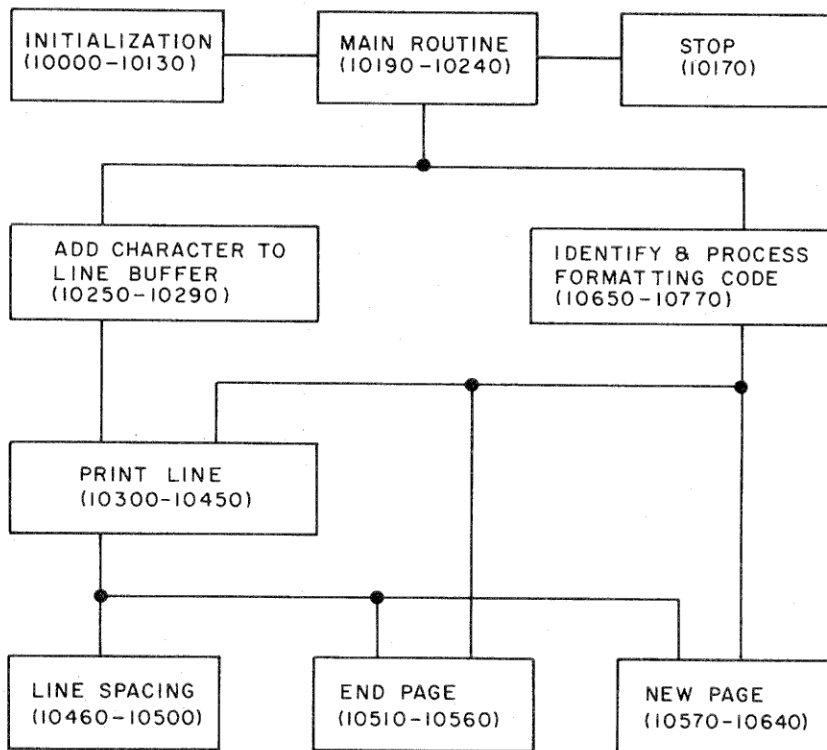 INITIALIZATION
(10000-10130)
MAIN ROUTINE
(10190-10240)
STOP
(10170)
ADD CHARACTER TO
LINE BUFFER
(10250-10290)
IDENTIFY & PROCESS
FORMATTING CODE
(10650-10770)
PRINT LINE
(10300-10450)
LINE SPACING
(10460-10500)
END PAGE
(10510-10560)
NEW PAGE
(10570-10640)